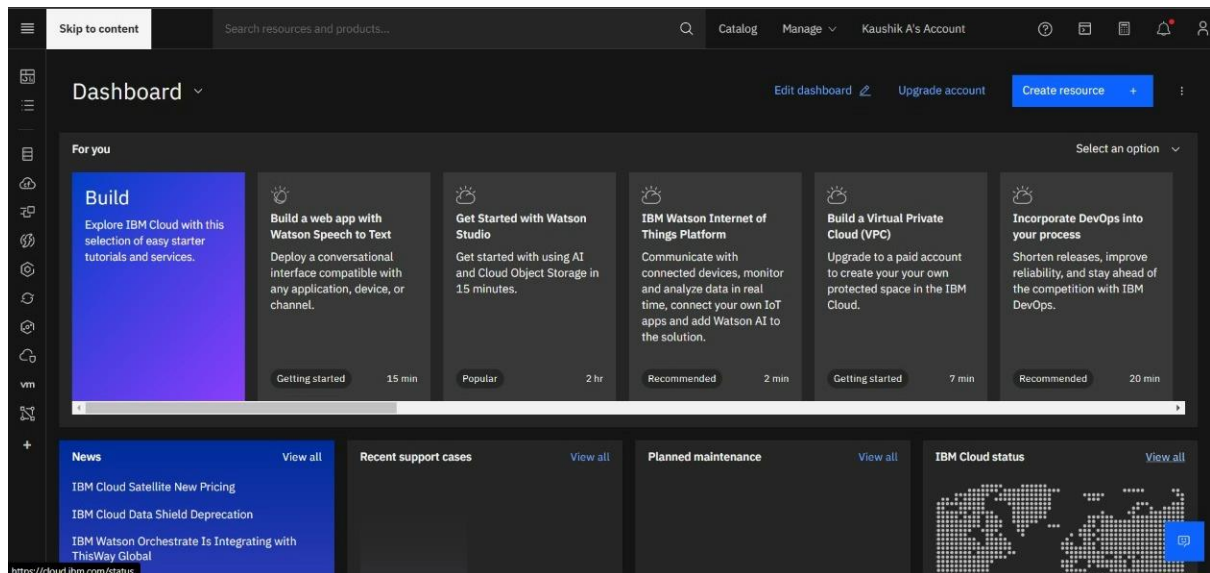 Skip to content
Search resources and products...
Catalog
Manage
Kaushik A's Account
Dashboard
Edit dashboard
Upgrade account
Create resource +
For you
Select an option
Build
Explore IBM Cloud with this
selection of easy starter
tutorials and services.
Build a web app with
Watson Speech to Text
Deploy a conversational
interface compatible with
any application, device, or
channel.
Getting started 15 min
Get Started with Watson
Studio
Get started with using AI
and Cloud Object Storage in
15 minutes.
Popular 2 hr
IBM Watson Internet of
Things Platform
Communicate with
connected devices, monitor
and analyze data in real
time, connect your own IoT
apps and add Watson AI to
the solution.
Recommended 2 min
Build a Virtual Private
Cloud (VPC)
Upgrade to a paid account
to create your your own
protected space in the IBM
Cloud.
Getting started 7 min
Incorporate DevOps into
your process
Shorten releases, improve
reliability, and stay ahead of
the competition with IBM
DevOps.
Recommended 20 min
vm
News View all
IBM Cloud Satellite New Pricing
IBM Cloud Data Shield Deprecation
IBM Watson Orchestrate Is Integrating with
ThisWay Global
Recent support cases View all
Planned maintenance View all
IBM Cloud status View all
https://cloud.ibm.com/status